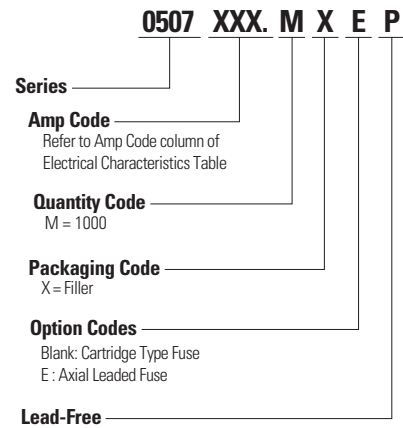 0507 XXX. M X E P
Series
Amp Code
Refer to Amp Code column of
Electrical Characteristics Table
Quantity Code
M = 1000
Packaging Code
X = Filler
Option Codes
Blank: Cartridge Type Fuse
E : Axial Leaded Fuse
Lead-Free